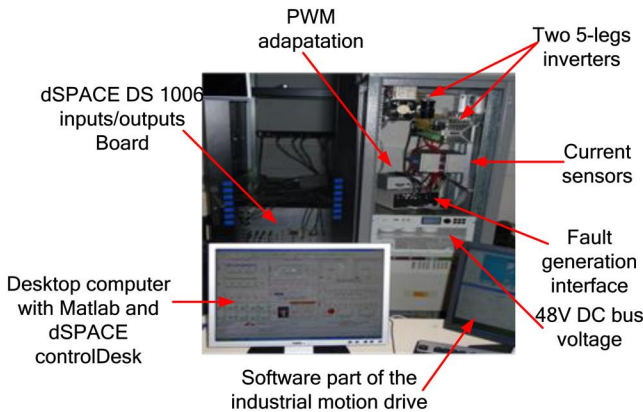 PWM
adapatation
Two 5-legs
inverters
dSPACE DS 1006
inputs/outputs
Board
Current
sensors
Fault
generation
interface
Desktop computer
with Matlab and
dSPACE
controlDesk
48V DC bus
voltage
Software part of the
industrial motion drive